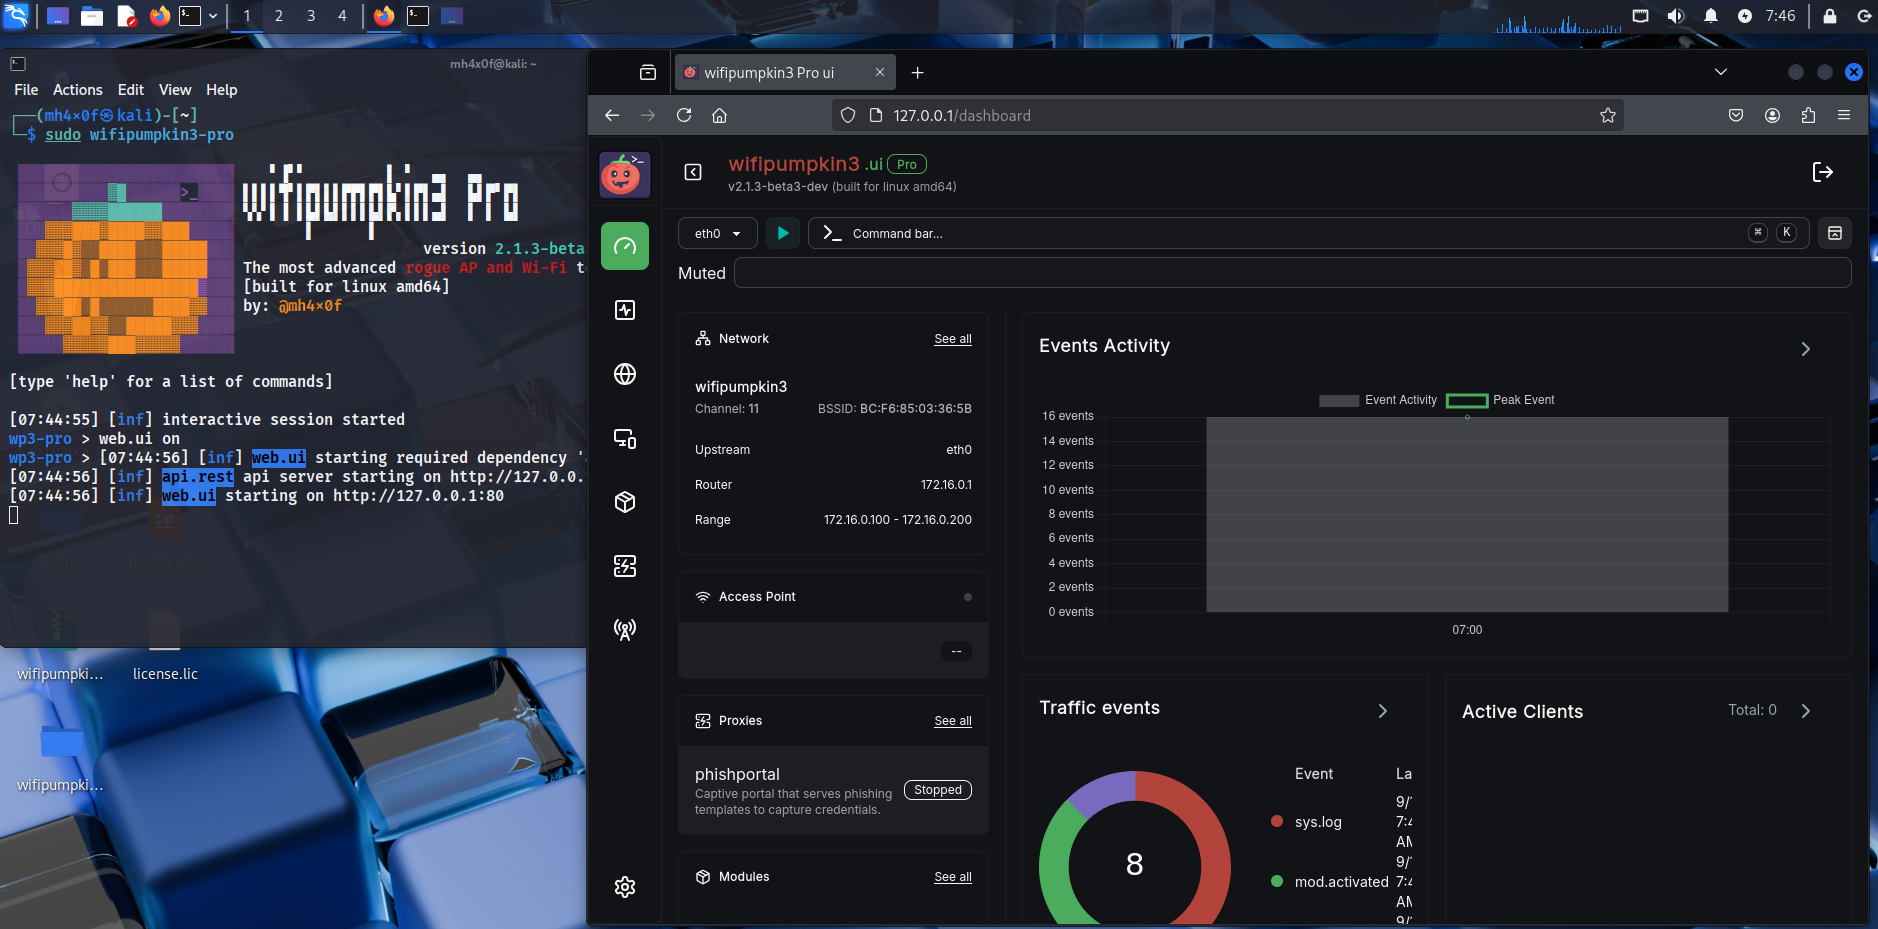 1
2
3
4
7:46
mh4x0f@kali: ~
File Actions Edit View Help
(mh4x0f㉿kali)-[~]
$ sudo wifipumpkin3-pro
wifipumpkin3 Pro
version 2.1.3-beta
The most advanced rogue AP and Wi-Fi t
[built for linux amd64]
by: @mh4x0f
[type 'help' for a list of commands]
[07:44:55] [inf] interactive session started
wp3-pro > web.ui on
wp3-pro > [07:44:56] [inf] web.ui starting required dependency '
[07:44:56] [inf] api.rest api server starting on http://127.0.0.
[07:44:56] [inf] web.ui starting on http://127.0.0.1:80
color
license.key
wifipumpki...
license.lic
wifipumpki...
wifipumpkin3 Pro ui
127.0.0.1/dashboard
wifipumpkin3 .ui Pro
v2.1.3-beta3-dev (built for linux amd64)
eth0
Command bar...
⌘ K
Muted
Network
See all
wifipumpkin3
Channel: 11
BSSID: BC:F6:85:03:36:5B
Upstream eth0
Router 172.16.0.1
Range 172.16.0.100 - 172.16.0.200
Access Point
--
Proxies
See all
phishportal
Captive portal that serves phishing
templates to capture credentials.
Stopped
Modules
See all
Events Activity
Event Activity
Peak Event
16 events
14 events
12 events
10 events
8 events
6 events
4 events
2 events
0 events
07:00
Traffic events
8
Event La
9/
sys.log 7:4
AM
9/
mod.activated 7:4
AM
9/
Active Clients
Total: 0